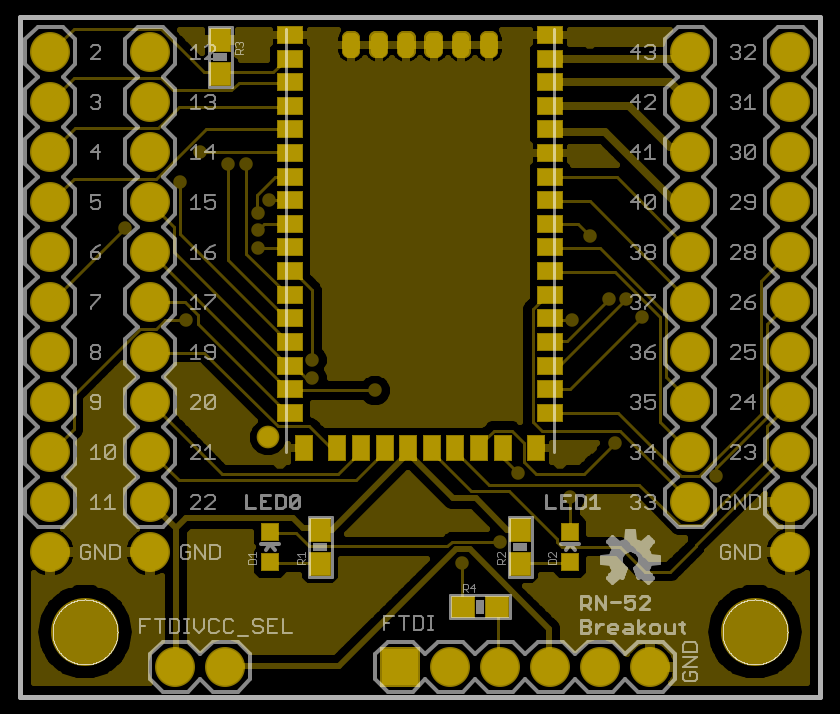 2 12 R3 43 32
3 13 42 31
4 14 41 30
5 15 40 29
6 16 38 28
7 17 37 26
8 19 36 25
9 20 35 24
10 21 34 23
11 22 LED0 LED1 33 GND
GND GND D1 R1 R2 D2 GND
R4
RN-52
FTDIVCC_SEL FTDI Breakout
GND